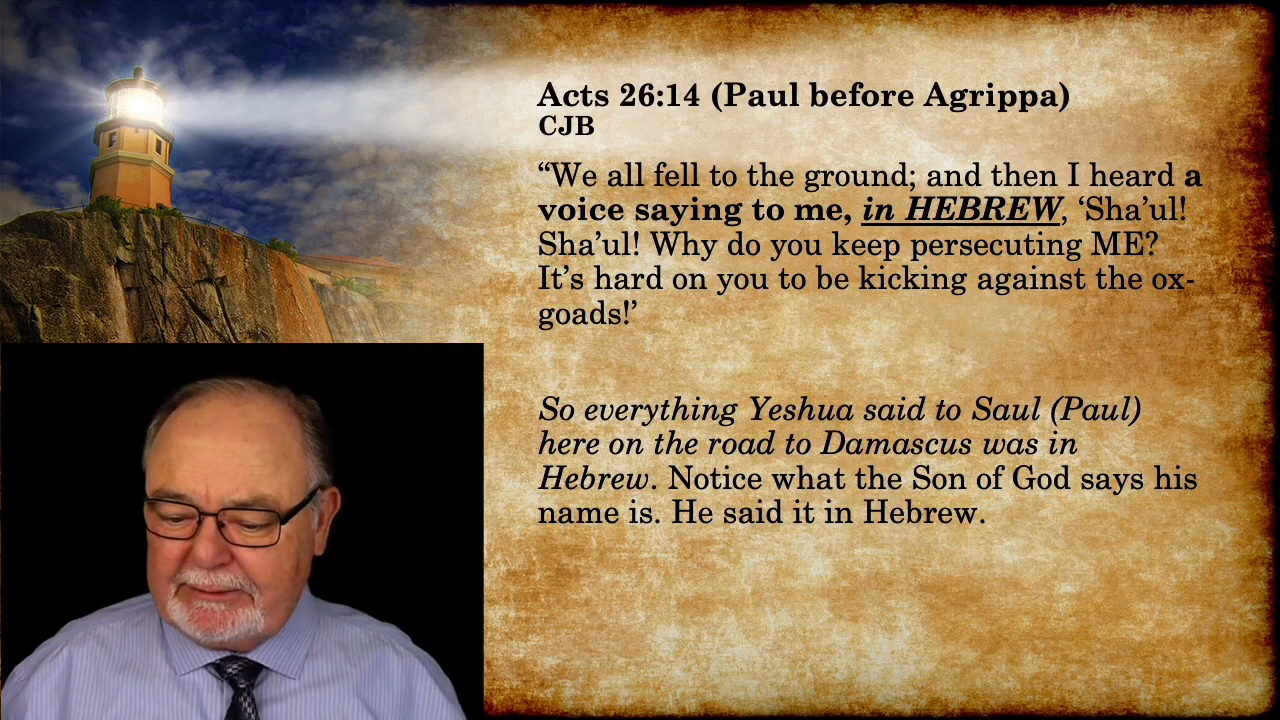 Acts 26:14 (Paul before Agrippa)
CJB
“We all fell to the ground; and then I heard a
voice saying to me, in HEBREW, ‘Sha’ul!
Sha’ul! Why do you keep persecuting ME?
It’s hard on you to be kicking against the ox-
goads!’
So everything Yeshua said to Saul (Paul)
here on the road to Damascus was in
Hebrew. Notice what the Son of God says his
name is. He said it in Hebrew.